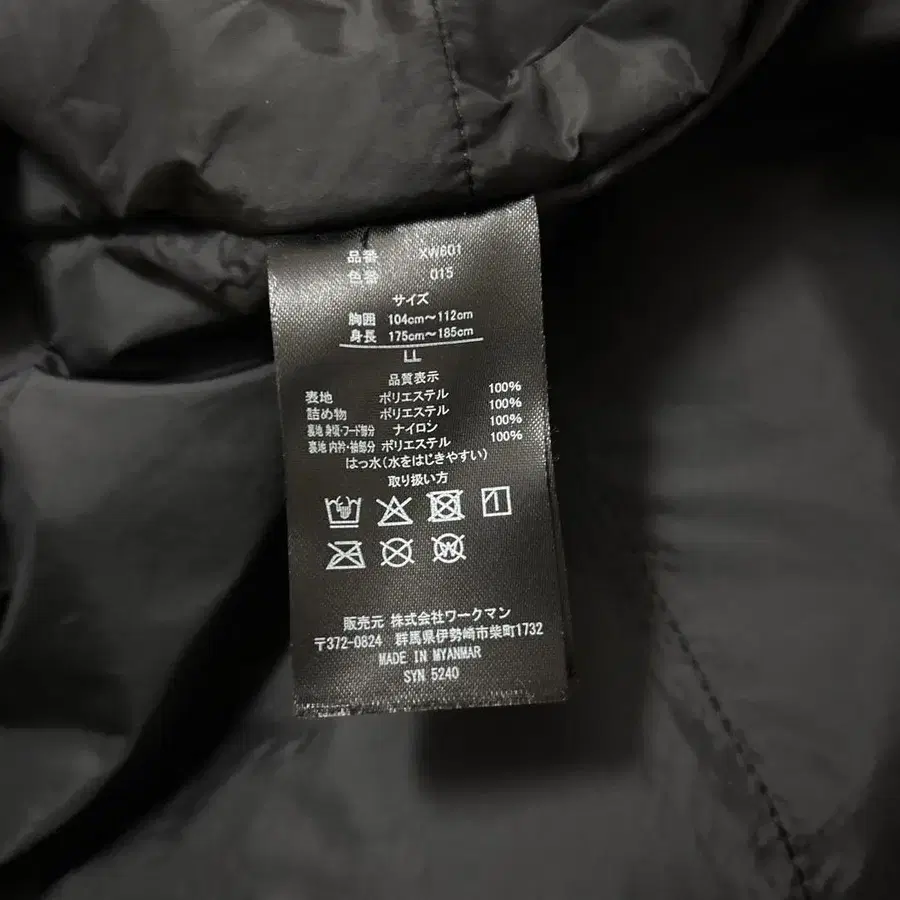 品番 XW601
色番 015
サイズ
胸囲 104cm～112cm
身長 175cm～185cm
LL
品質表示
表地 ポリエステル 100%
詰め物 ポリエステル 100%
裏地 身頃・フード部分 ナイロン 100%
裏地 内衿・袖部分 ポリエステル 100%
はっ水(水をはじきやすい)
取り扱い方
販売元 株式会社ワークマン
〒372-0824 群馬県伊勢崎市柴町1732
MADE IN MYANMAR
SYN 5240